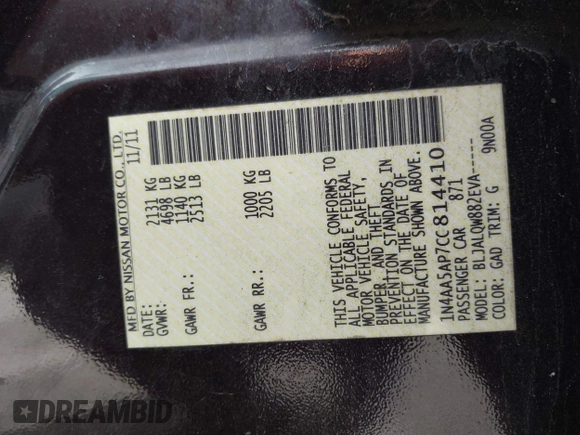 MFD BY NISSAN MOTOR CO., LTD.
DATE: 11/11
GVWR: 2131 KG
4698 LB
GAWR FR.: 1140 KG
2513 LB
GAWR RR.: 1000 KG
2205 LB
THIS VEHICLE CONFORMS TO
ALL APPLICABLE FEDERAL
MOTOR VEHICLE SAFETY,
BUMPER, AND THEFT
PREVENTION STANDARDS IN
EFFECT ON THE DATE OF
MANUFACTURE SHOWN ABOVE.
1N4AA5AP7CC814410
PASSENGER CAR 871
MODEL: BLJALQW882EVA-----
COLOR: GAD TRIM: G 9N00A
DREAMBID